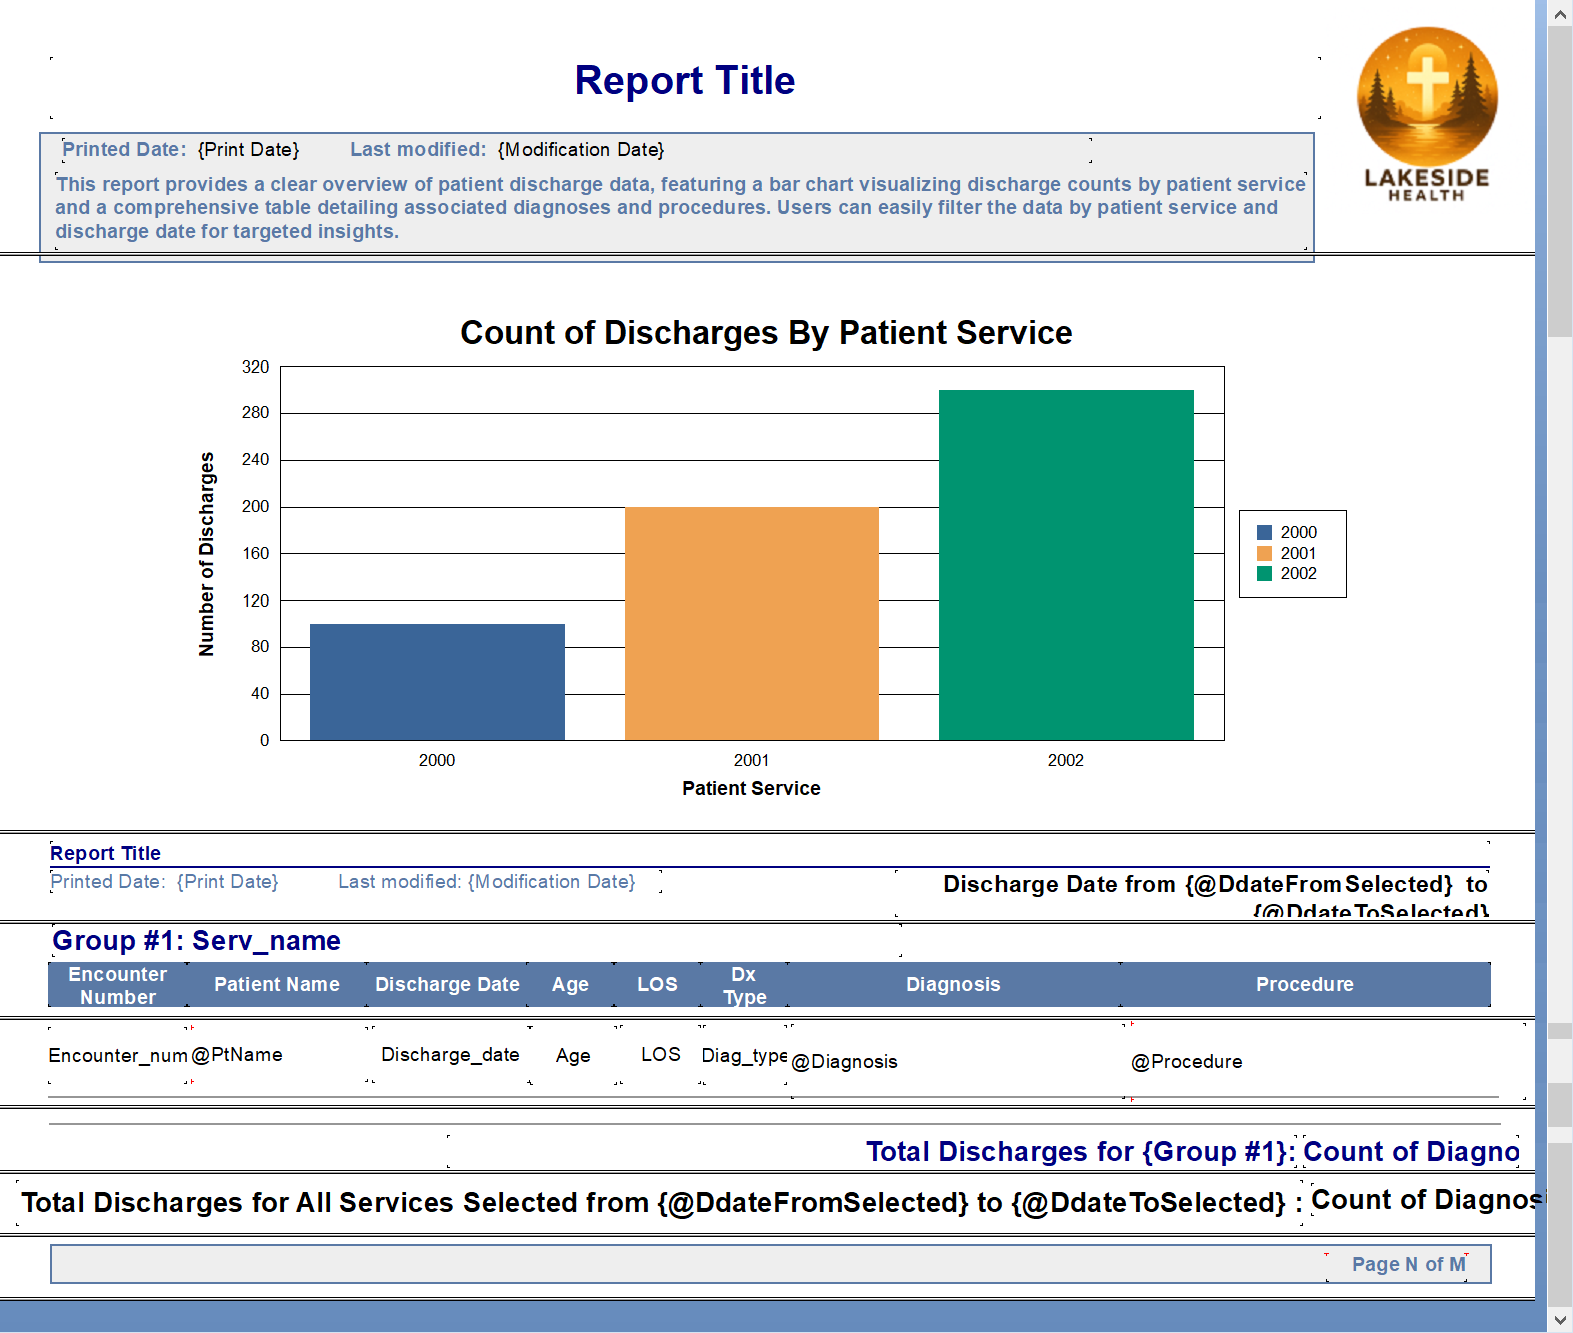 Report Title
LAKESIDE
HEALTH
Printed Date: {Print Date} Last modified: {Modification Date}
This report provides a clear overview of patient discharge data, featuring a bar chart visualizing discharge counts by patient service
and a comprehensive table detailing associated diagnoses and procedures. Users can easily filter the data by patient service and
discharge date for targeted insights.
Count of Discharges By Patient Service
320
280
240
200
160
120
80
40
0
Number of Discharges
2000
2001
2002
2000 2001 2002
Patient Service
Report Title
Printed Date: {Print Date} Last modified: {Modification Date}
Discharge Date from {@DdateFromSelected} to
{@DdateToSelected}
Group #1: Serv_name
Encounter Number Patient Name Discharge Date Age LOS Dx Type Diagnosis Procedure
Encounter_num @PtName Discharge_date Age LOS Diag_type @Diagnosis @Procedure
Total Discharges for {Group #1}: Count of Diagno
Total Discharges for All Services Selected from {@DdateFromSelected} to {@DdateToSelected} : Count of Diagnosi
Page N of M